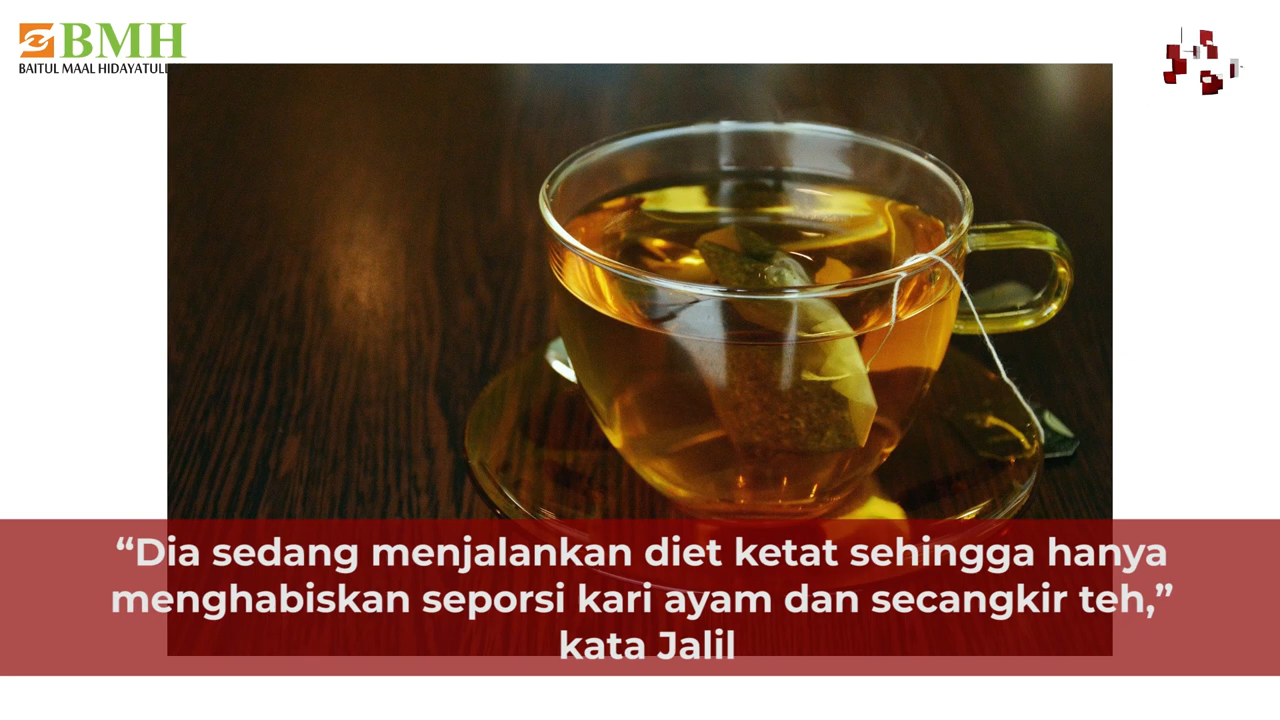 BMH
BAITUL MAAL HIDAYATULL
“Dia sedang menjalankan diet ketat sehingga hanya
menghabiskan seporsi kari ayam dan secangkir teh,”
kata Jalil